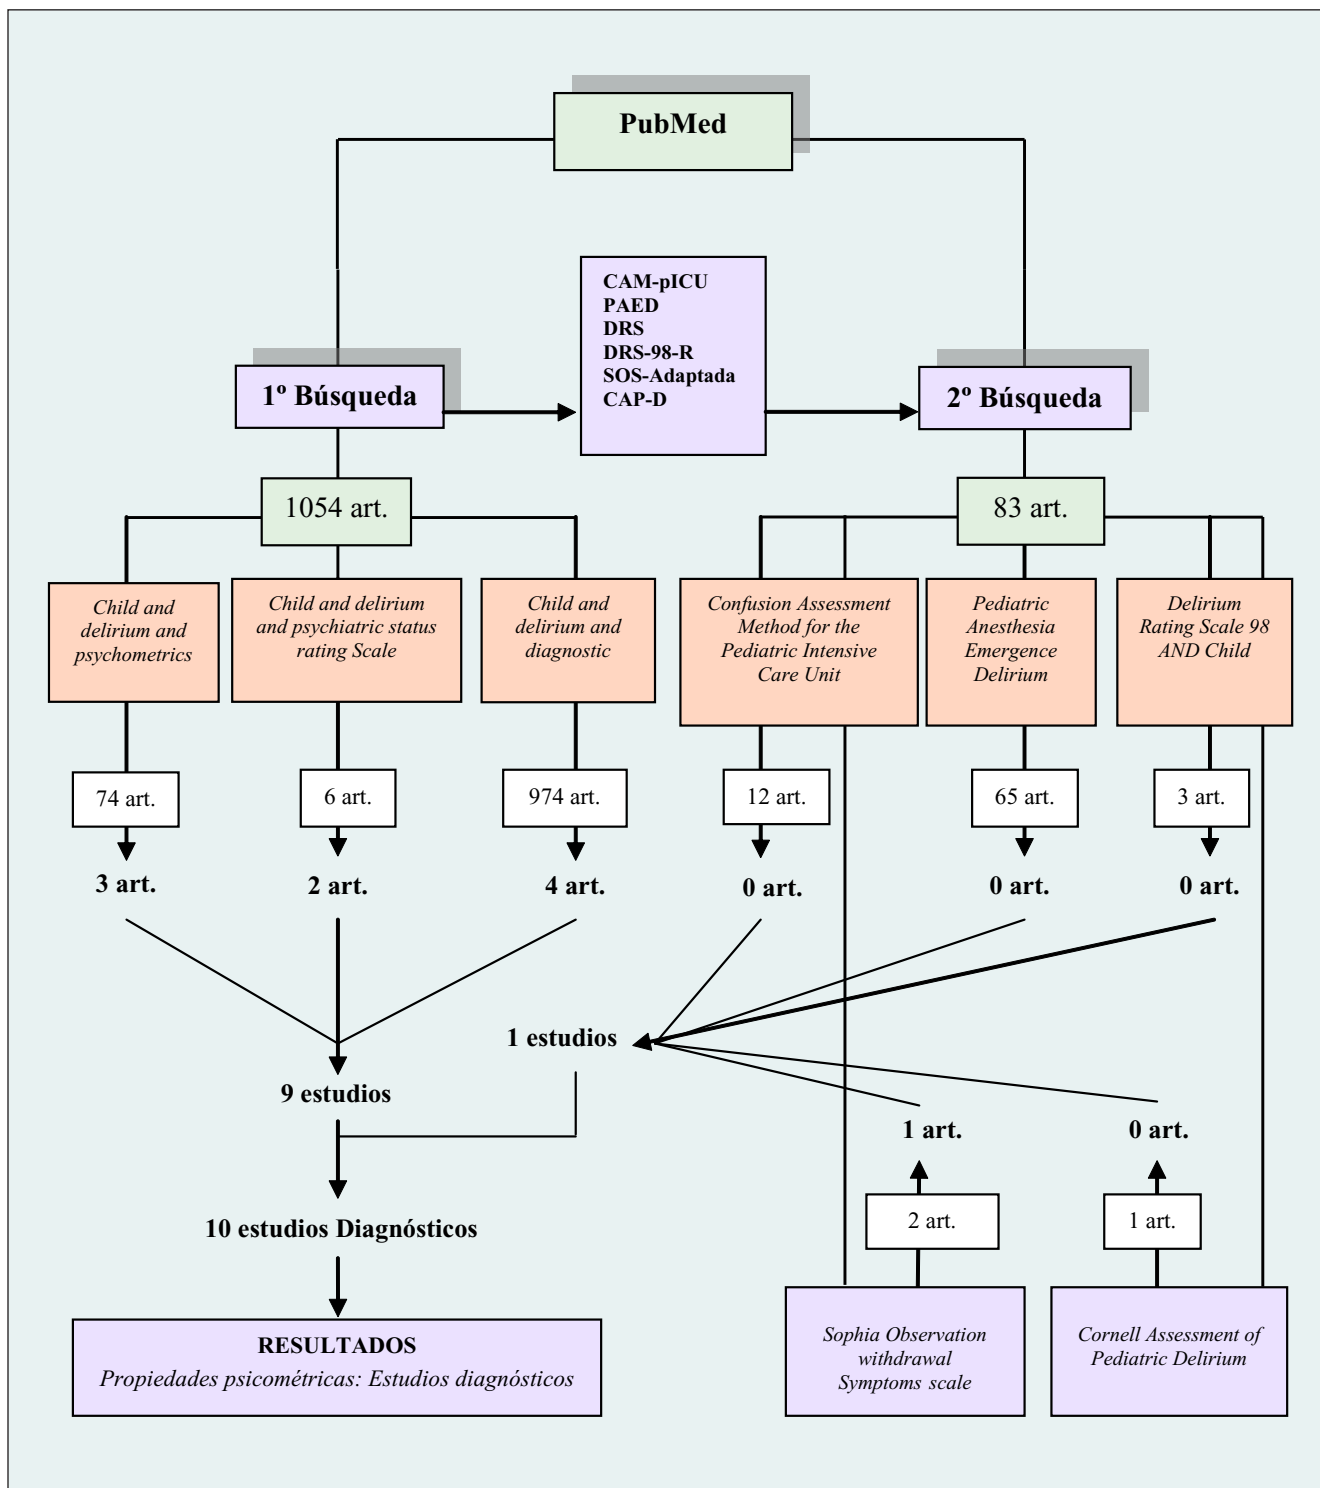 PubMed
CAM-pICU
PAED
DRS
DRS-98-R
SOS-Adaptada
CAP-D
1º Búsqueda
2º Búsqueda
1054 art.
83 art.
Child and
delirium and
psychometrics
Child and delirium
and psychiatric status
rating Scale
Child and
delirium and
diagnostic
Confusion Assessment
Method for the
Pediatric Intensive
Care Unit
Pediatric
Anesthesia
Emergence
Delirium
Delirium
Rating Scale 98
AND Child
74 art.
6 art.
974 art.
12 art.
65 art.
3 art.
3 art.
2 art.
4 art.
0 art.
0 art.
0 art.
1 estudios
9 estudios
1 art.
0 art.
2 art.
1 art.
10 estudios Diagnósticos
Sophia Observation
withdrawal
Symptoms scale
Cornell Assessment of
Pediatric Delirium
RESULTADOS
Propiedades psicométricas: Estudios diagnósticos